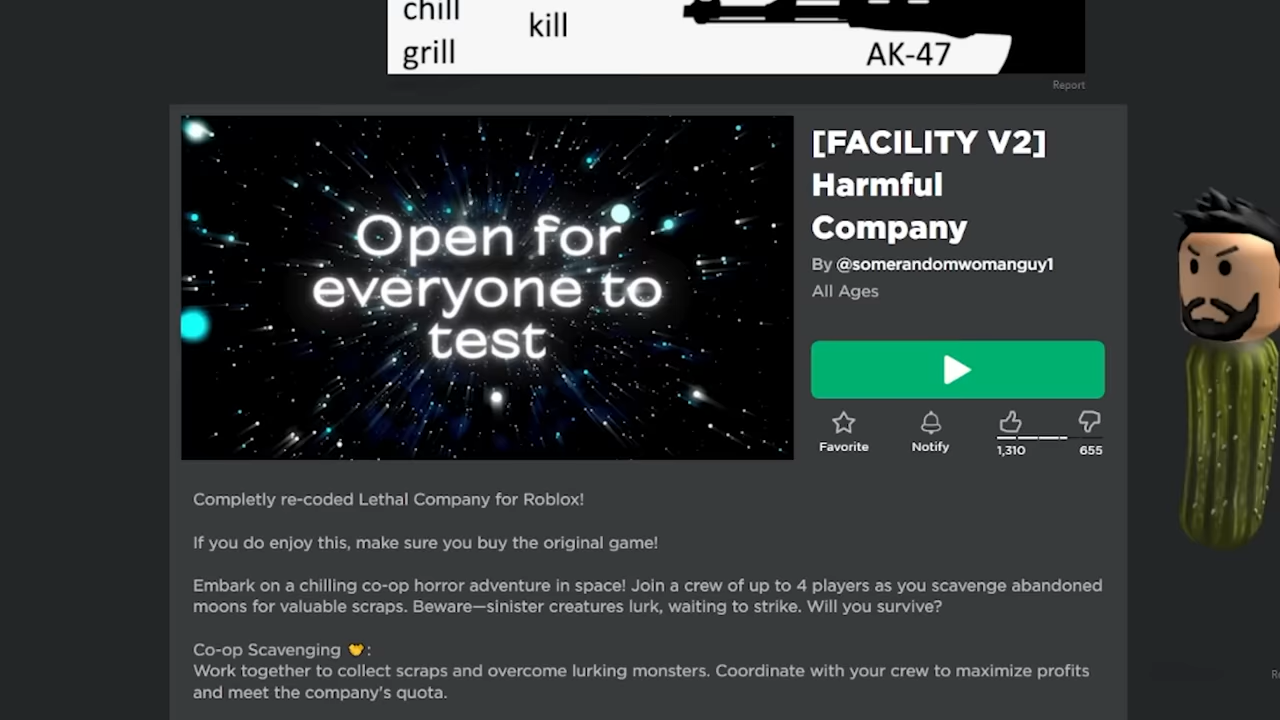 chill
kill
grill
AK-47
Report
[FACILITY V2]
Harmful
Company
By @somerandomwomanguy1
All Ages
Open for
everyone to
test
Favorite
Notify
1,310
655
Completly re-coded Lethal Company for Roblox!
If you do enjoy this, make sure you buy the original game!
Embark on a chilling co-op horror adventure in space! Join a crew of up to 4 players as you scavenge abandoned
moons for valuable scraps. Beware—sinister creatures lurk, waiting to strike. Will you survive?
Co-op Scavenging :
Work together to collect scraps and overcome lurking monsters. Coordinate with your crew to maximize profits
and meet the company's quota.